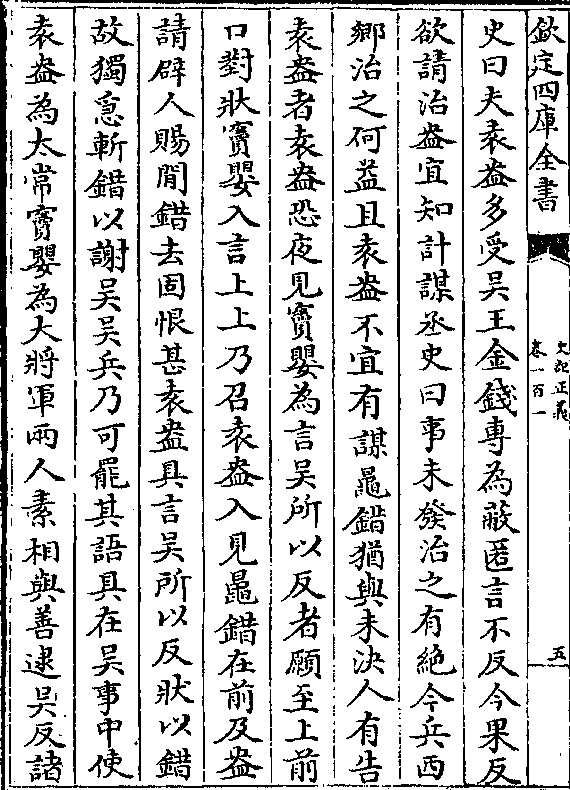 欽定四庫全書
史記正義
卷一百一
五
史曰夫袁盎多受吳王金錢專為蔽匿言不反今果反
欲請治盎宜知計謀丞史曰事未發治之有絶今兵西
鄉治之何益且袁盎不宜有謀鼂錯猶與未決人有告
袁盎者袁盎恐夜見竇嬰為言吳所以反者願至上前
口對狀竇嬰入言上上乃召袁盎入見鼂錯在前及盎
請辟人賜閒錯去固恨甚袁盎具言吳所以反狀以錯
故獨急斬錯以謝吳吳兵乃可罷其語具在吳事中使
袁盎為太常竇嬰為大將軍兩人素相與善逮吳反諸